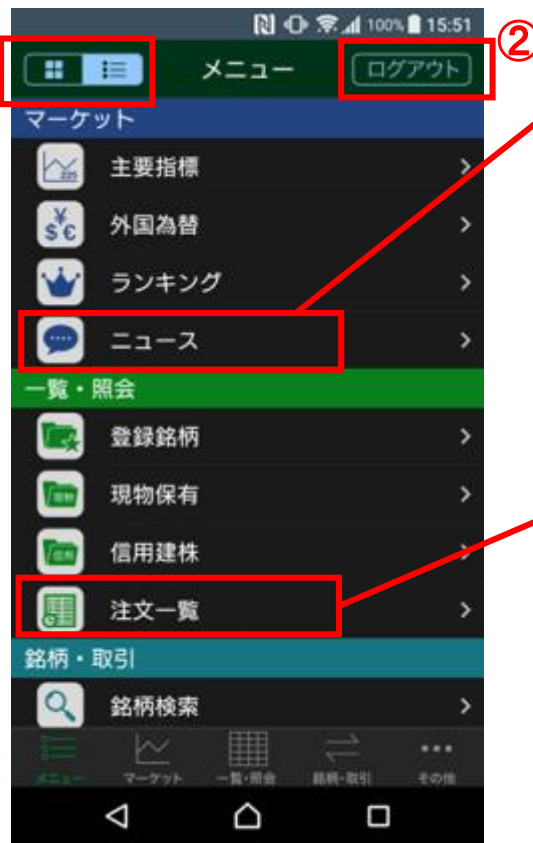 100% 15:51
②
メニュー ログアウト
マーケット
主要指標
外国為替
ランキング
ニュース
一覧・照会
登録銘柄
現物保有
信用建株
注文一覧
銘柄・取引
銘柄検索
メニュー マーケット 一覧・照会 銘柄・取引 その他